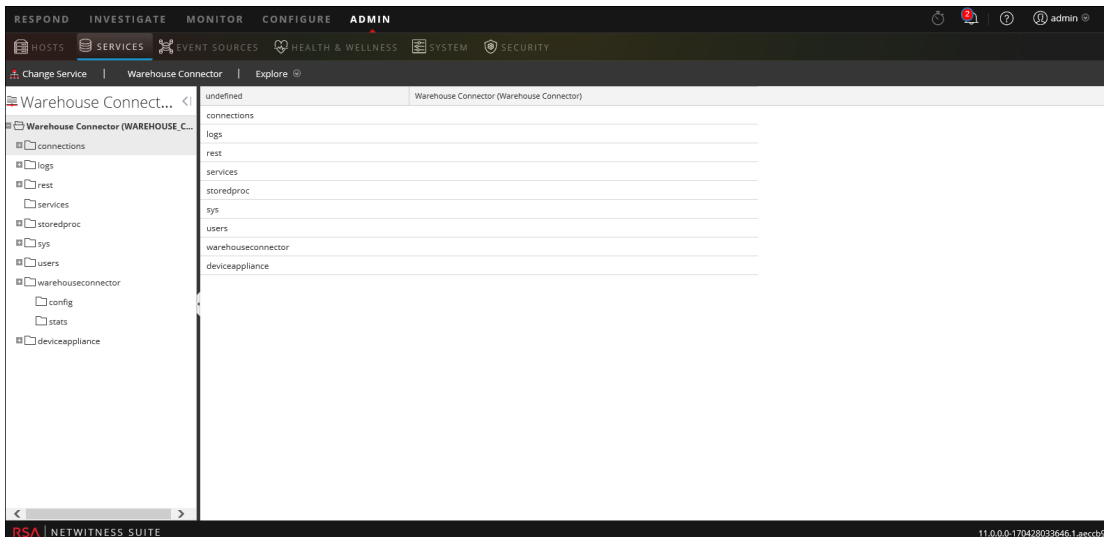 RESPOND INVESTIGATE MONITOR CONFIGURE ADMIN 2 admin
HOSTS SERVICES EVENT SOURCES HEALTH & WELLNESS SYSTEM SECURITY
Change Service | Warehouse Connector | Explore
Warehouse Connect...
Warehouse Connector (WAREHOUSE_C...
connections
logs
rest
services
storedproc
sys
users
warehouseconnector
config
stats
deviceappliance
undefined Warehouse Connector (Warehouse Connector)
connections
logs
rest
services
storedproc
sys
users
warehouseconnector
deviceappliance
RSA | NETWITNESS SUITE 11.0.0.0-170428033646.1.aeccb9